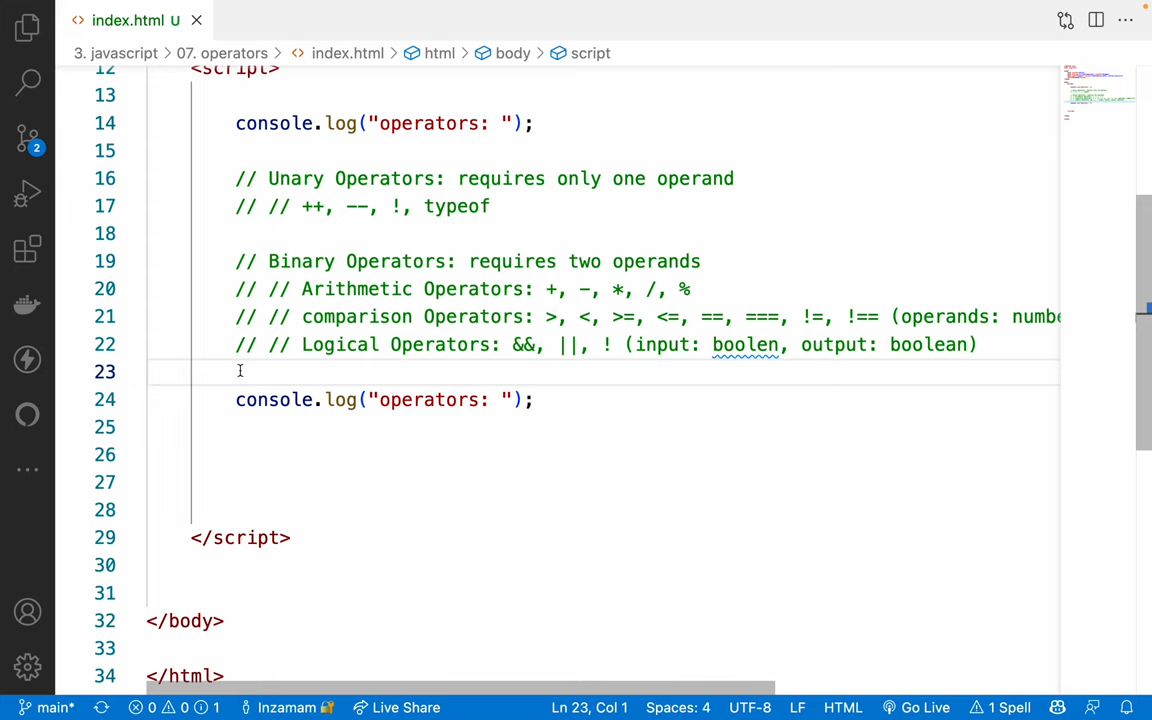 index.html U
3. javascript > 07. operators > index.html > html > body > script
12 <script>
13
14 console.log("operators: ");
15
16 // Unary Operators: requires only one operand
17 // // ++, --, !, typeof
18
19 // Binary Operators: requires two operands
20 // // Arithmetic Operators: +, -, *, /, %
21 // // comparison Operators: >, <, >=, <=, ==, ===, !=, !== (operands: numbe
22 // // Logical Operators: &&, ||, ! (input: boolen, output: boolean)
23
24 console.log("operators: ");
25
26
27
28
29 </script>
30
31
32 </body>
33
34 </html>
2
main* 0 0 1 Inzamam Live Share Ln 23, Col 1 Spaces: 4 UTF-8 LF HTML Go Live 1 Spell